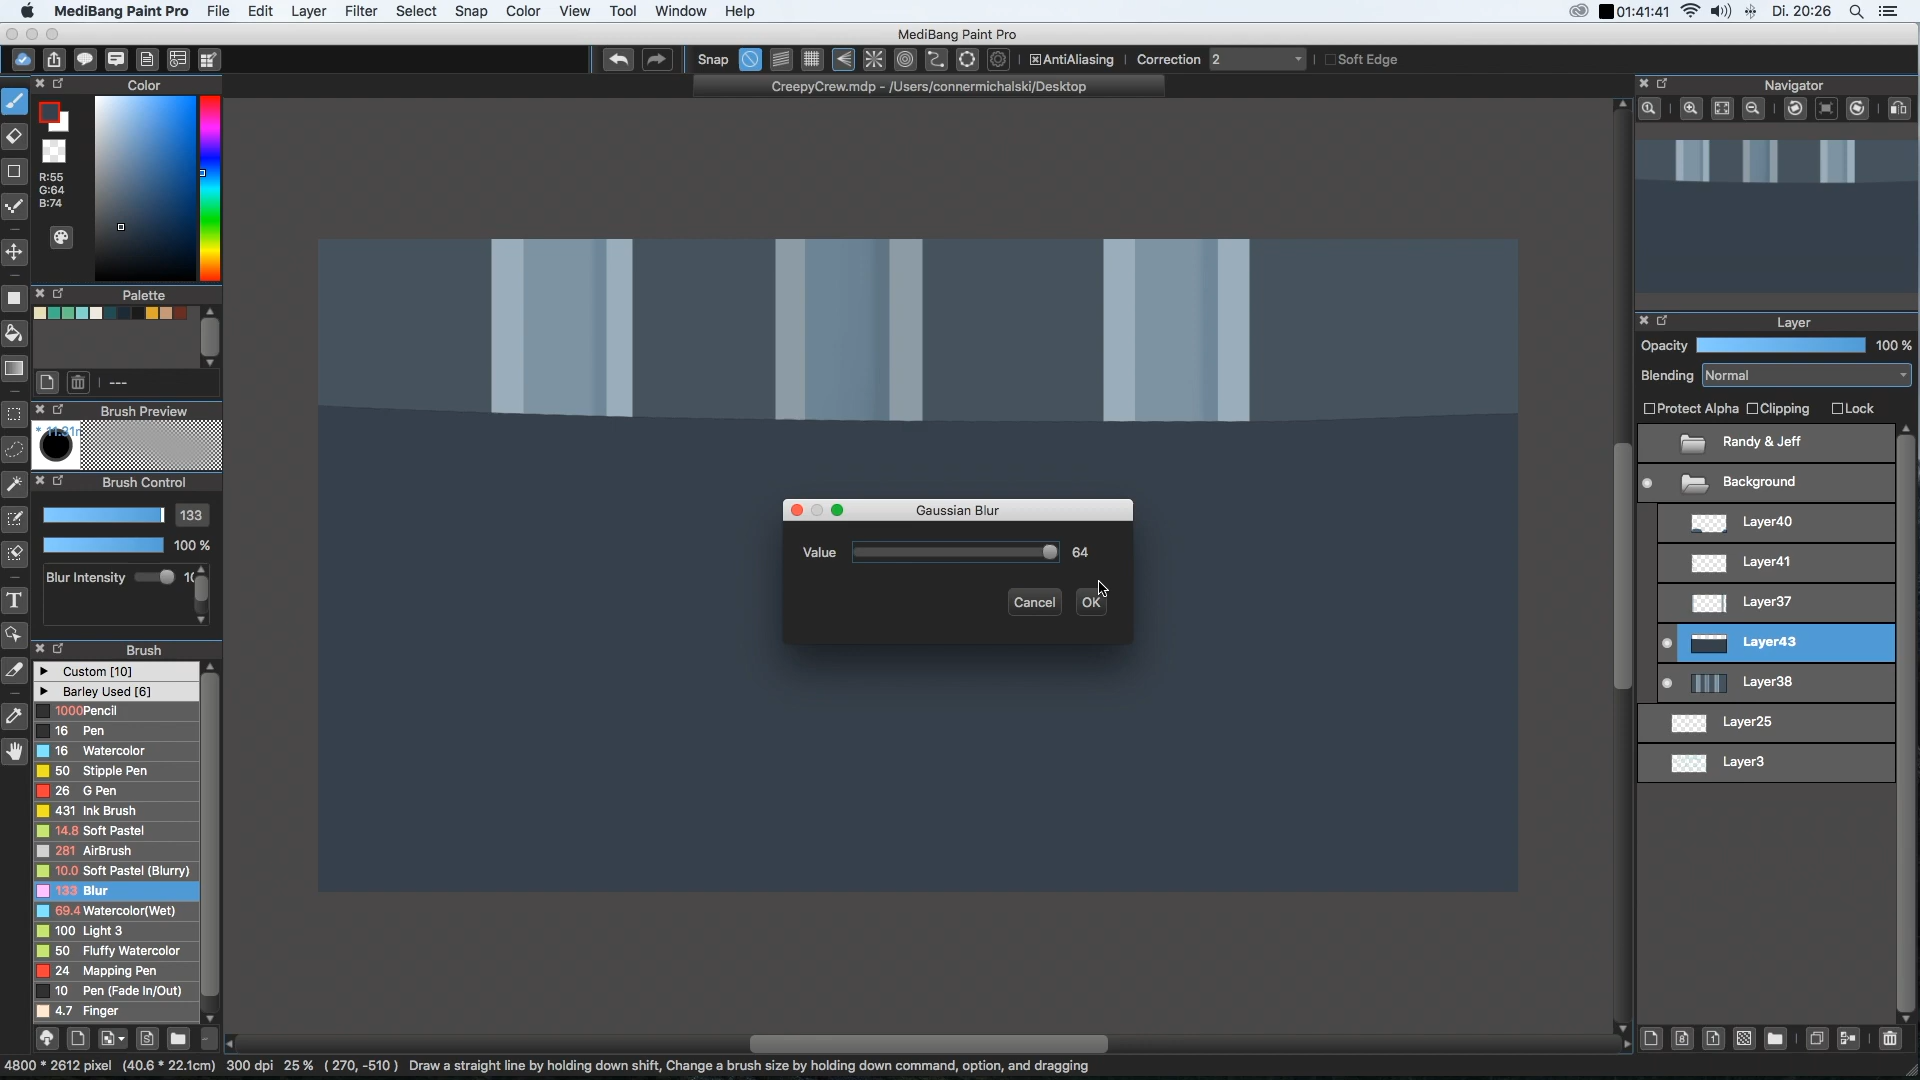 MediBang Paint Pro File Edit Layer Filter Select Snap Color View Tool Window Help 01:41:41 Di. 20:26
MediBang Paint Pro
Snap AntiAliasing Correction 2 Soft Edge
CreepyCrew.mdp - /Users/connermichalski/Desktop
Color
R:55
G:64
B:74
Palette
---
Brush Preview
Brush Control
133
100 %
Blur Intensity
Brush
Custom [10]
Barley Used [6]
1000 Pencil
16 Pen
16 Watercolor
50 Stipple Pen
26 G Pen
431 Ink Brush
14.8 Soft Pastel
281 AirBrush
10.0 Soft Pastel (Blurry)
133 Blur
69.4 Watercolor(Wet)
100 Light 3
50 Fluffy Watercolor
24 Mapping Pen
10 Pen (Fade In/Out)
4.7 Finger
Gaussian Blur
Value 64
Cancel OK
Navigator
Layer
Opacity 100 %
Blending Normal
Protect Alpha Clipping Lock
Randy & Jeff
Background
Layer40
Layer41
Layer37
Layer43
Layer38
Layer25
Layer3
4800 * 2612 pixel (40.6 * 22.1cm) 300 dpi 25 % ( 270, -510 ) Draw a straight line by holding down shift, Change a brush size by holding down command, option, and dragging